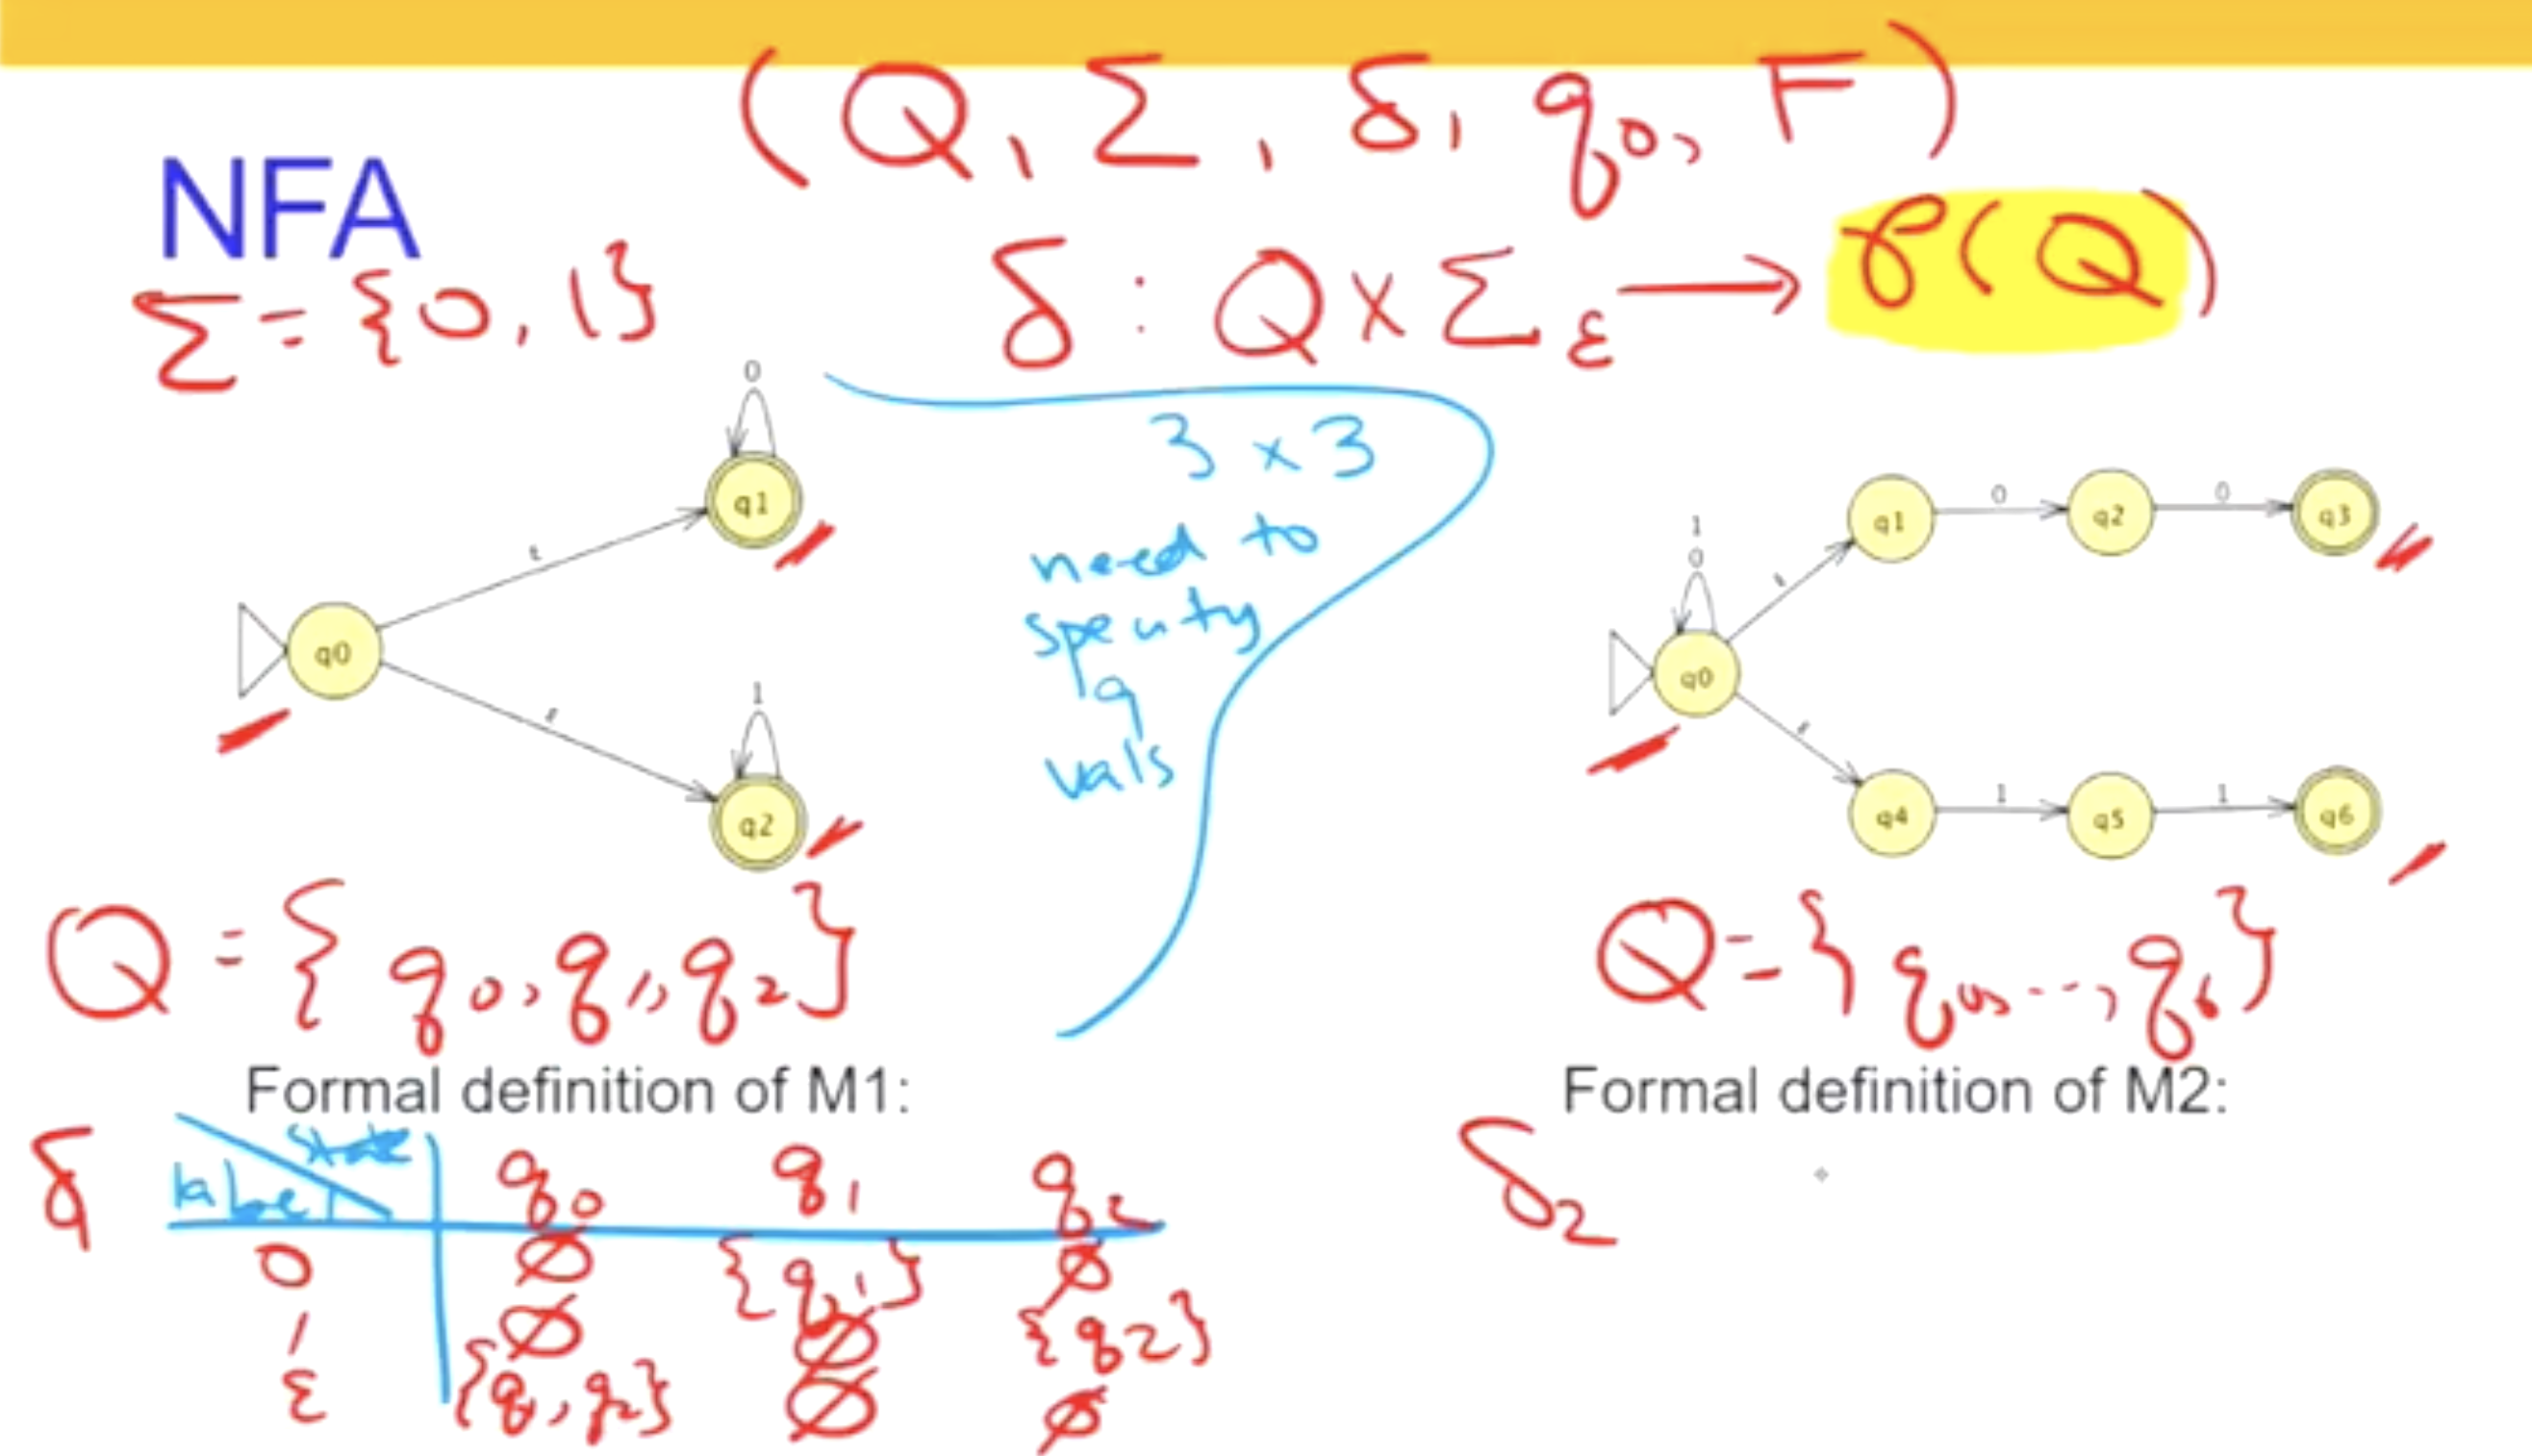 (Q, Σ, δ, q0, F)
NFA
Σ = {0, 1}
δ : Q × Σε → P(Q)
0
q1
ε
q0
ε
1
q2
3 × 3
need to
specify
9
vals
1
0
q0
ε
q1
0
q2
0
q3
ε
q4
1
q5
1
q6
Q = { q0, q1, q2 }
Q = { q0, ..., q6 }
Formal definition of M1:
Formal definition of M2:
δ
label state q0 q1 q2
0 ∅ {q1} ∅
1 ∅ ∅ {q2}
ε {q1, q2} ∅ ∅
δ2